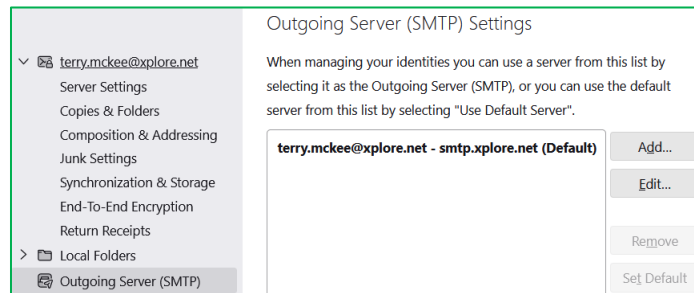 terry.mckee@xplore.net
Server Settings
Copies & Folders
Composition & Addressing
Junk Settings
Synchronization & Storage
End-To-End Encryption
Return Receipts
Local Folders
Outgoing Server (SMTP)
Outgoing Server (SMTP) Settings
When managing your identities you can use a server from this list by
selecting it as the Outgoing Server (SMTP), or you can use the default
server from this list by selecting "Use Default Server".
terry.mckee@xplore.net - smtp.xplore.net (Default)
Add...
Edit...
Remove
Set Default